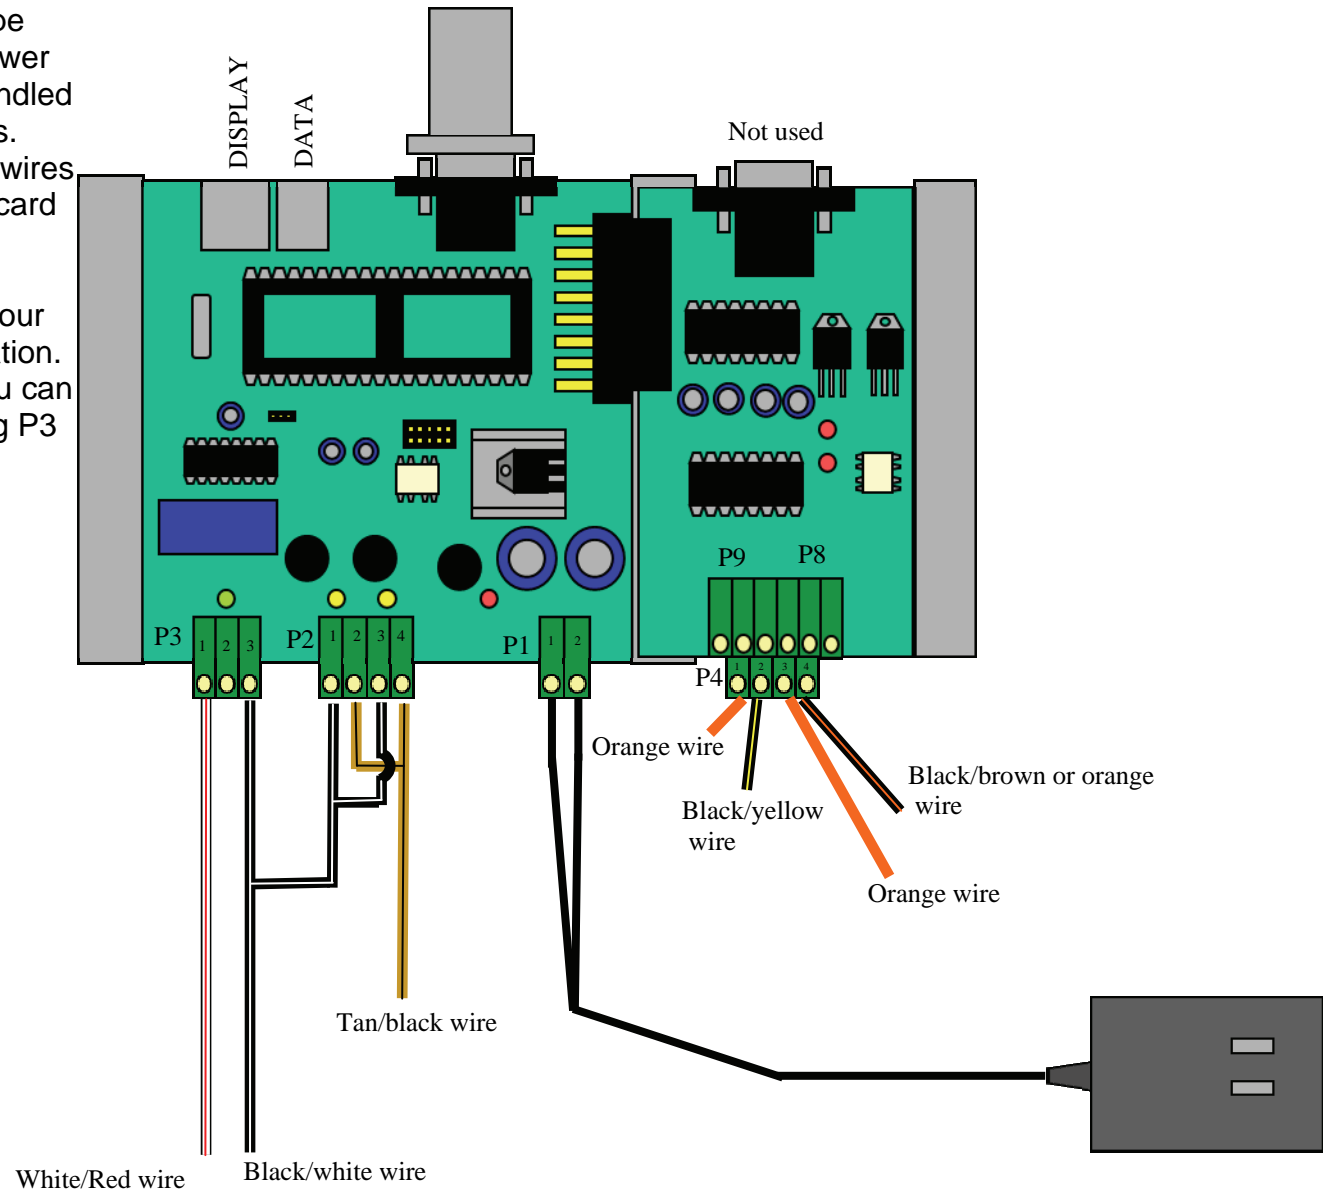 be
wer
ndled
s.
wires
card
our
ation.
u can
g P3
DISPLAY
DATA
Not used
P9
P8
P3
1
2
3
P2
1
2
3
4
P1
1
2
P4
1
2
3
4
Orange wire
Black/yellow
wire
Black/brown or orange
wire
Orange wire
Tan/black wire
White/Red wire
Black/white wire